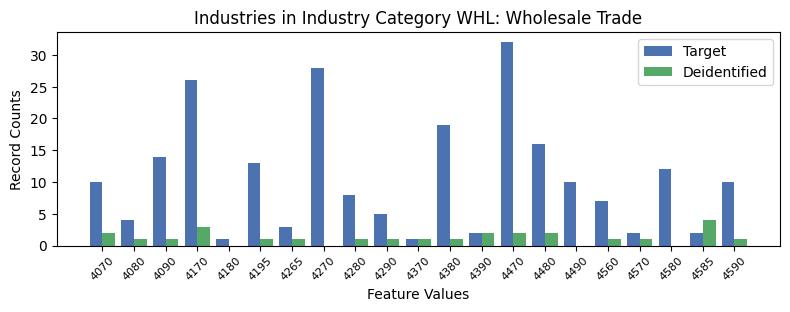 Industries in Industry Category WHL: Wholesale Trade
Target
Deidentified
Record Counts
30
25
20
15
10
5
0
4070 4080 4090 4170 4180 4195 4265 4270 4280 4290 4370 4380 4390 4470 4480 4490 4560 4570 4580 4585 4590
Feature Values